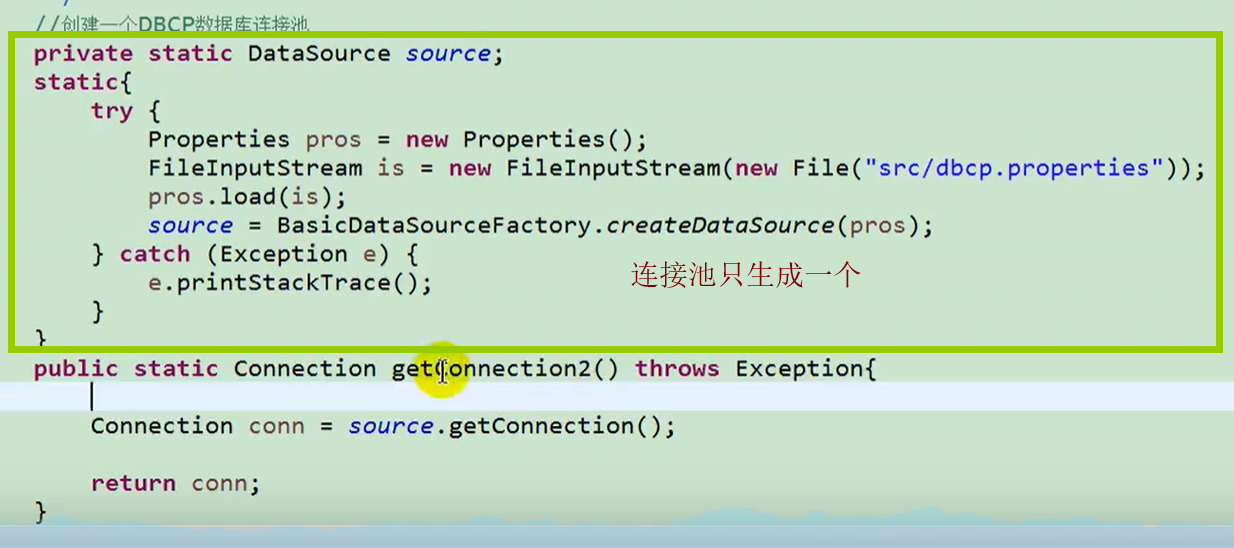 //创建一个DBCP数据库连接池
private static DataSource source;
static{
try {
Properties pros = new Properties();
FileInputStream is = new FileInputStream(new File("src/dbcp.properties"));
pros.load(is);
source = BasicDataSourceFactory.createDataSource(pros);
} catch (Exception e) {
e.printStackTrace();
连接池只生成一个
}
}
public static Connection getConnection2() throws Exception{
Connection conn = source.getConnection();
return conn;
}